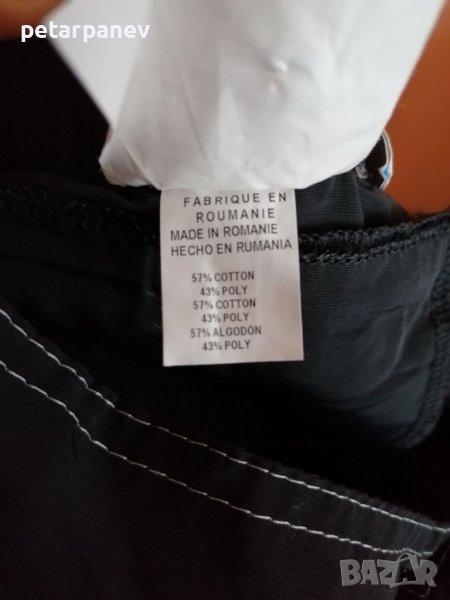 petarpanev
FABRIQUE EN
ROUMANIE
MADE IN ROMANIE
HECHO EN RUMANIA
57% COTTON
43% POLY
57% COTTON
43% POLY
57% ALGODÓN
43% POLY
BAZAR